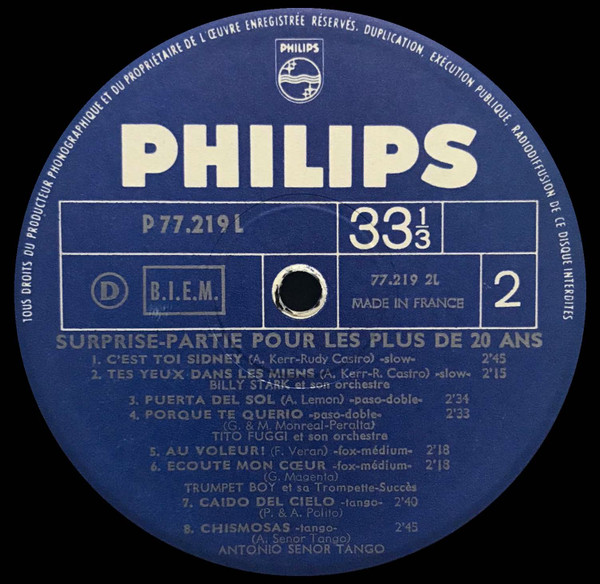 TOUS DROITS DU PRODUCTEUR PHONOGRAPHIQUE ET DU PROPRIÉTAIRE DE L'ŒUVRE ENREGISTRÉE RÉSERVÉS. DUPLICATION, EXÉCUTION PUBLIQUE, RADIODIFFUSION DE CE DISQUE INTERDITES
PHILIPS
PHILIPS
P 77.219 L
33 1/3
D
B.I.E.M.
77.219 2L
MADE IN FRANCE
2
SURPRISE-PARTIE POUR LES PLUS DE 20 ANS
1. C'EST TOI SIDNEY (A. Kerr-Rudy Castro) -slow- 2'45
2. TES YEUX DANS LES MIENS (A. Kerr-R. Castro) -slow- 2'15
BILLY STARK et son orchestre
3. PUERTA DEL SOL (A. Lemon) -paso-doble- 2'34
4. PORQUE TE QUERIO -paso-doble- 2'33
(G. & M. Monreal-Peralta)
TITO FUGGI et son orchestre
5. AU VOLEUR! (F. Veran) -fox-médium- 2'18
6. ECOUTE MON CŒUR -fox-médium- 2'18
(G. Magenta)
TRUMPET BOY et sa Trompette-Succès
7. CAIDO DEL CIELO -tango- 2'40
(P. & A. Polito)
8. CHISMOSAS -tango- 2'45
(A. Senor Tango)
ANTONIO SENOR TANGO